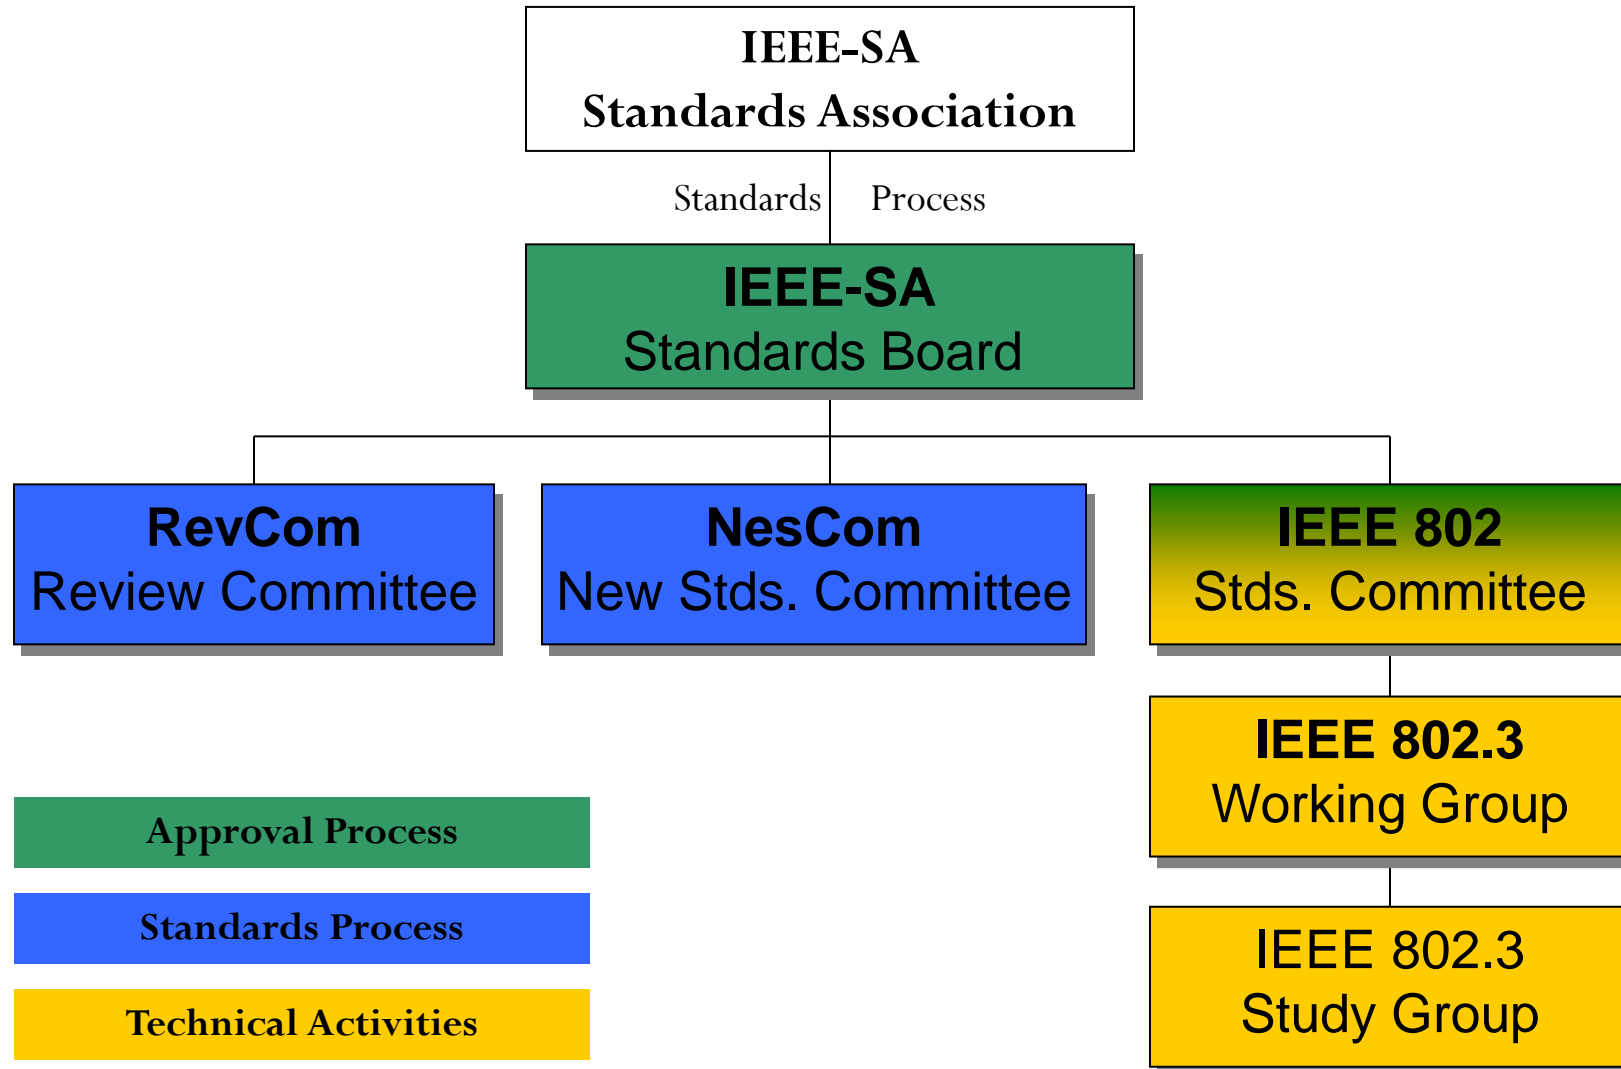 IEEE-SA
Standards Association
Standards Process
IEEE-SA
Standards Board
RevCom
Review Committee
NesCom
New Stds. Committee
IEEE 802
Stds. Committee
IEEE 802.3
Working Group
IEEE 802.3
Study Group
Approval Process
Standards Process
Technical Activities